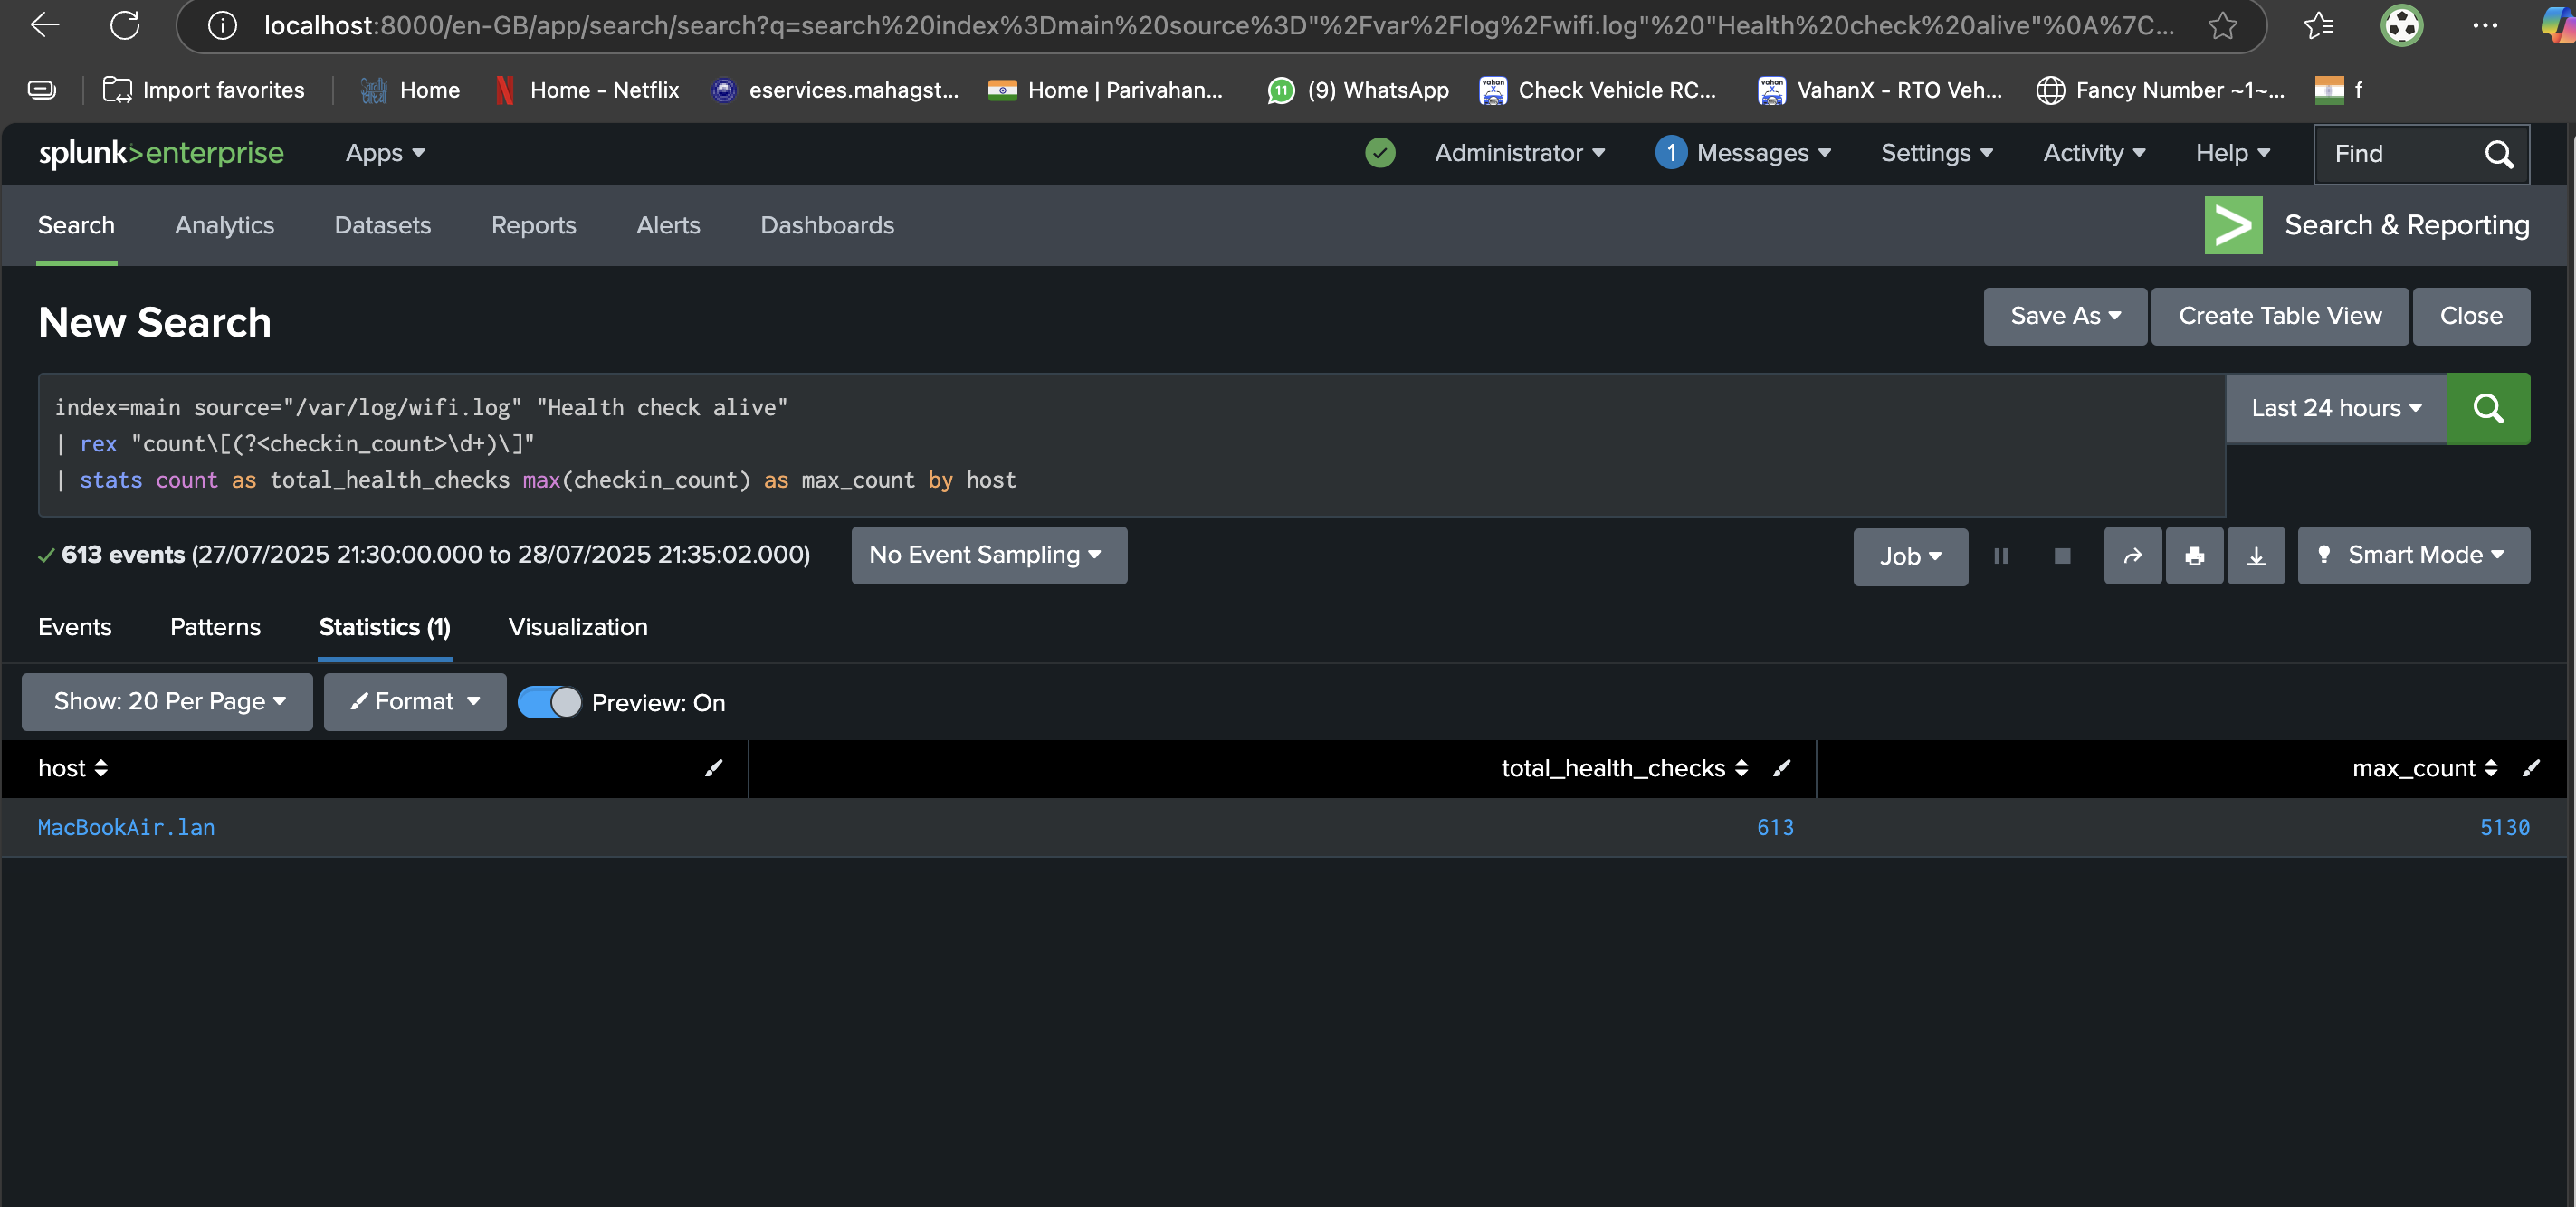 localhost:8000/en-GB/app/search/search?q=search%20index%3Dmain%20source%3D"%2Fvar%2Flog%2Fwifi.log"%20"Health%20check%20alive"%0A%7C...
Import favorites Home Home - Netflix eservices.mahagst... Home | Parivahan... 11 (9) WhatsApp vahan Check Vehicle RC... vahan VahanX - RTO Veh... Fancy Number ~1~... f
splunk>enterprise Apps Administrator 1 Messages Settings Activity Help Find
Search Analytics Datasets Reports Alerts Dashboards > Search & Reporting
New Search Save As Create Table View Close
index=main source="/var/log/wifi.log" "Health check alive" Last 24 hours
| rex "count\[(?<checkin_count>\d+)\]"
| stats count as total_health_checks max(checkin_count) as max_count by host
613 events (27/07/2025 21:30:00.000 to 28/07/2025 21:35:02.000) No Event Sampling Job Smart Mode
Events Patterns Statistics (1) Visualization
Show: 20 Per Page Format Preview: On
host total_health_checks max_count
MacBookAir.lan 613 5130